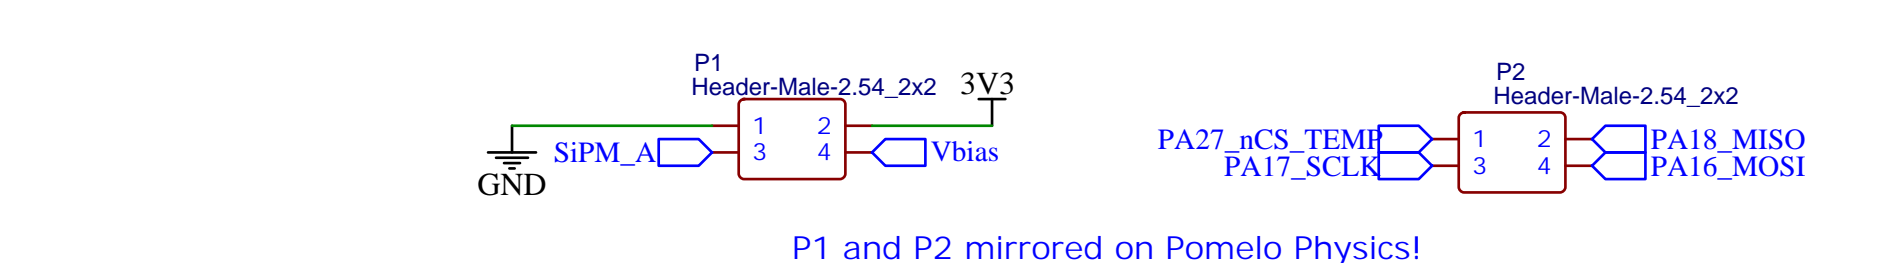 P1
Header-Male-2.54_2x2
3V3
1 2
SiPM_A 3 4 Vbias
GND
P2
Header-Male-2.54_2x2
PA27_nCS_TEMP 1 2 PA18_MISO
PA17_SCLK 3 4 PA16_MOSI
P1 and P2 mirrored on Pomelo Physics!